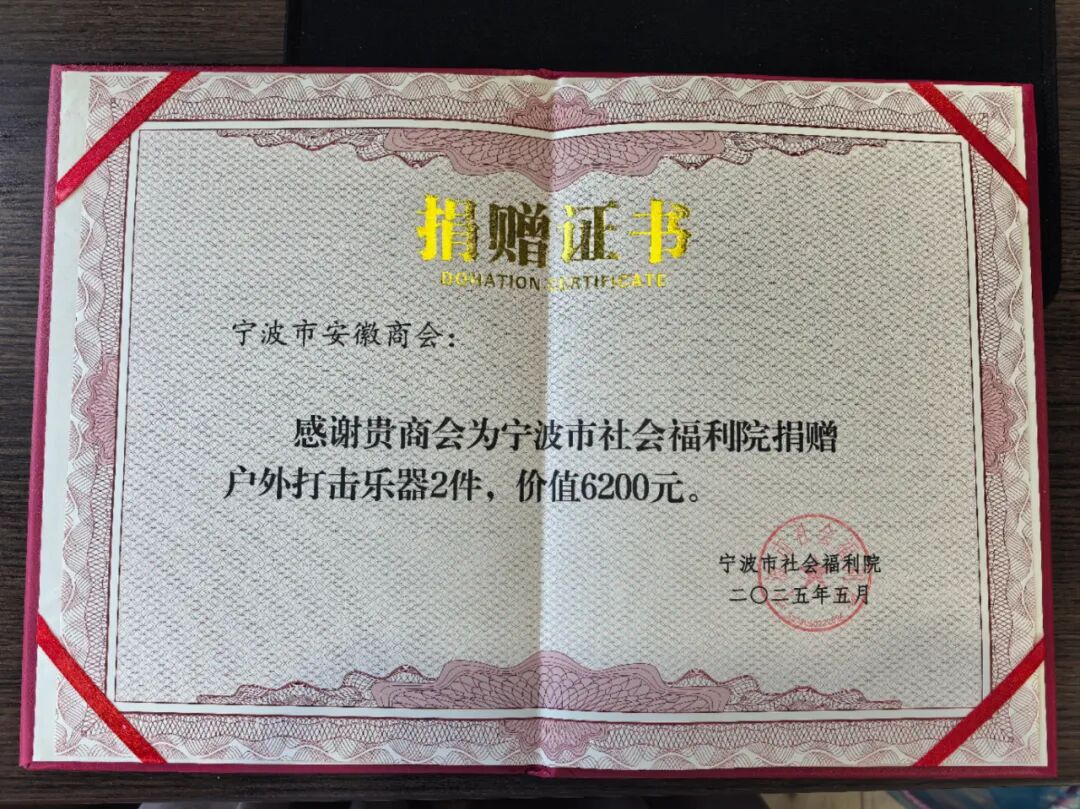 捐赠证书
DONATION CERTIFICATE
宁波市安徽商会：
感谢贵商会为宁波市社会福利院捐赠
户外打击乐器2件，价值6200元。
宁波市社会福利院
二〇二五年五月